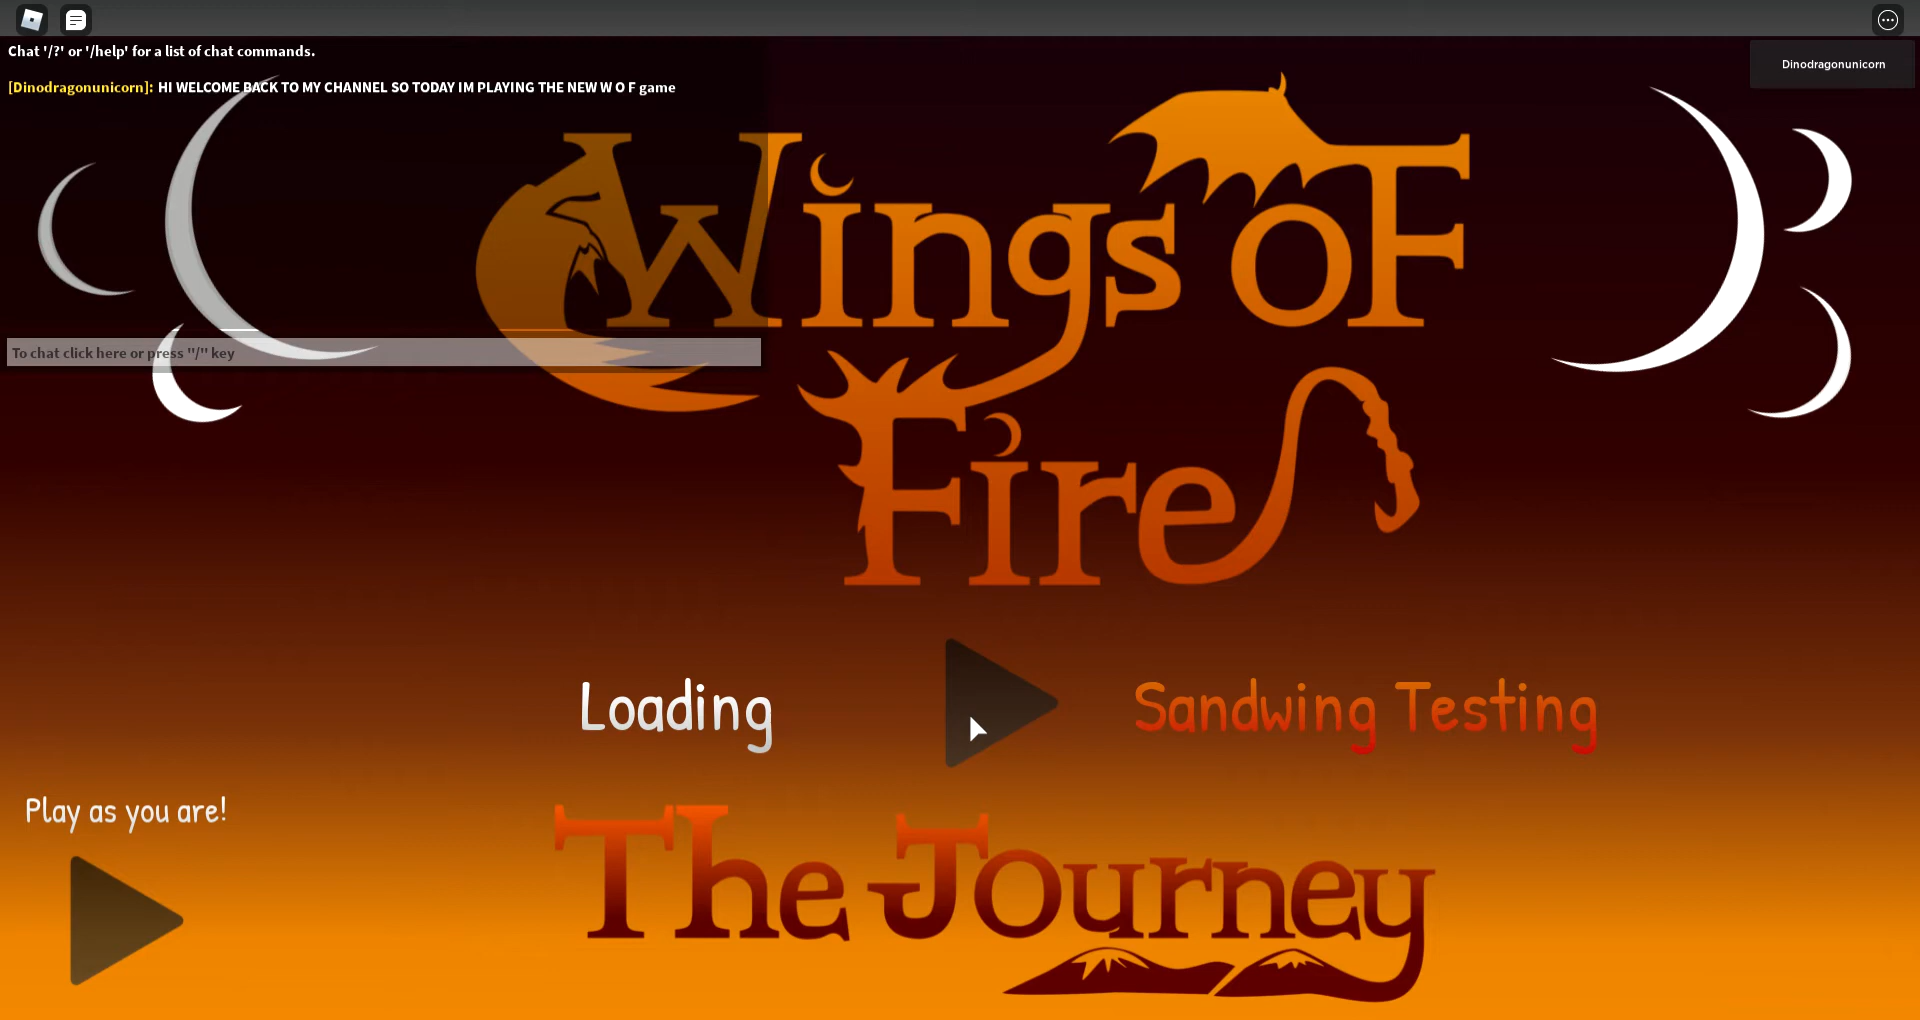 Chat '/?' or '/help' for a list of chat commands.
Dinodragonunicorn
[Dinodragonunicorn]: HI WELCOME BACK TO MY CHANNEL SO TODAY IM PLAYING THE NEW W O F game
Wings of
To chat click here or press "/" key
Fire
Loading
Sandwing Testing
Play as you are!
The Journey